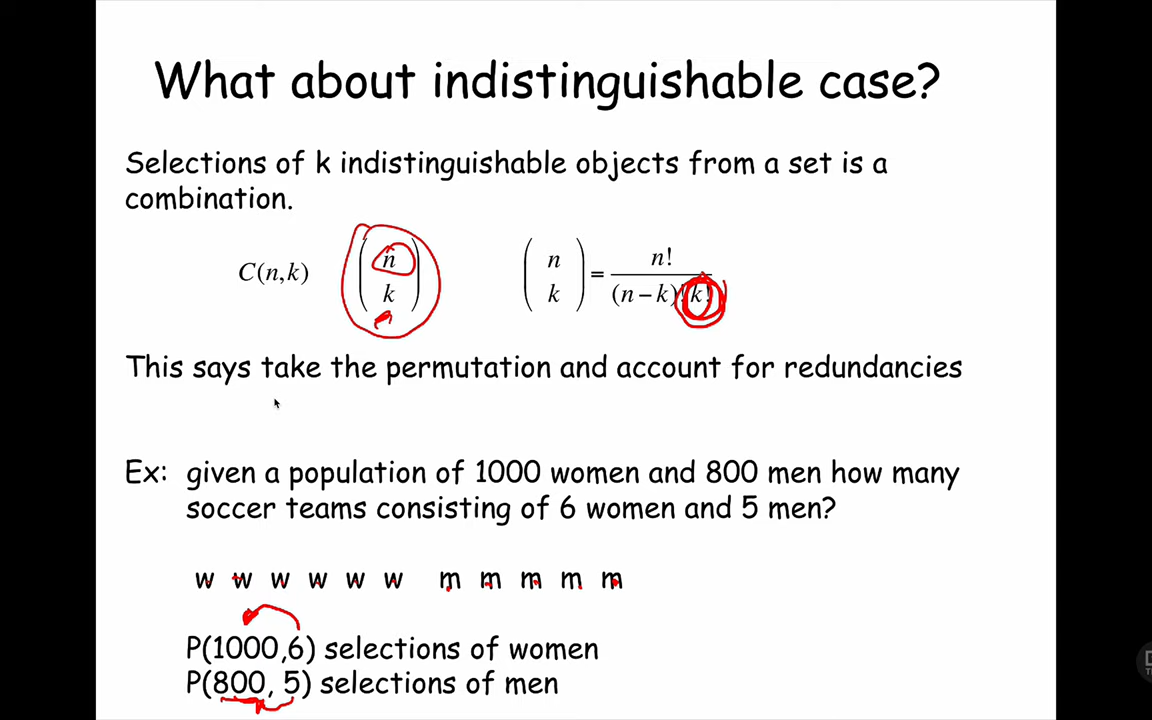 What about indistinguishable case?
Selections of k indistinguishable objects from a set is a
combination.
C(n,k) ( n k ) ( n k ) = n! / (n − k)!k!
This says take the permutation and account for redundancies
Ex: given a population of 1000 women and 800 men how many
soccer teams consisting of 6 women and 5 men?
w w w w w w m m m m m
P(1000,6) selections of women
P(800, 5) selections of men